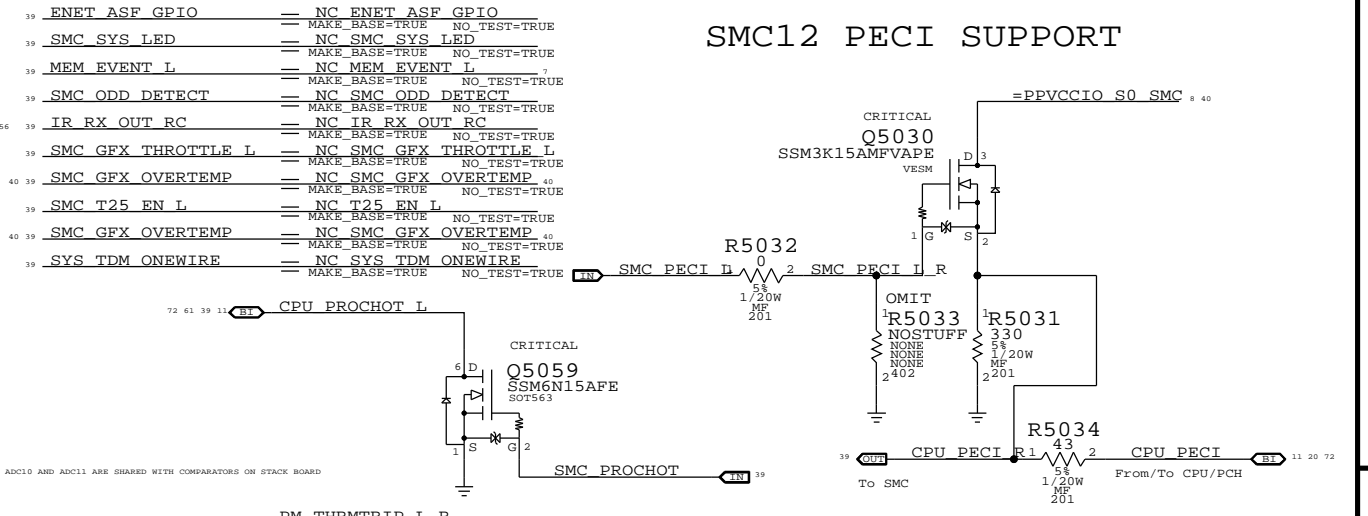 39 ENET_ASF_GPIO NC_ENET_ASF_GPIO
MAKE_BASE=TRUE NO_TEST=TRUE
39 SMC_SYS_LED NC_SMC_SYS_LED
MAKE_BASE=TRUE NO_TEST=TRUE
39 MEM_EVENT_L NC_MEM_EVENT_L 7
MAKE_BASE=TRUE NO_TEST=TRUE
39 SMC_ODD_DETECT NC_SMC_ODD_DETECT
MAKE_BASE=TRUE NO_TEST=TRUE
56 39 IR_RX_OUT_RC NC_IR_RX_OUT_RC
MAKE_BASE=TRUE NO_TEST=TRUE
39 SMC_GFX_THROTTLE_L NC_SMC_GFX_THROTTLE_L
MAKE_BASE=TRUE NO_TEST=TRUE
40 39 SMC_GFX_OVERTEMP NC_SMC_GFX_OVERTEMP 40
MAKE_BASE=TRUE NO_TEST=TRUE
39 SMC_T25_EN_L NC_T25_EN_L
MAKE_BASE=TRUE NO_TEST=TRUE
40 39 SMC_GFX_OVERTEMP NC_SMC_GFX_OVERTEMP 40
MAKE_BASE=TRUE NO_TEST=TRUE
39 SYS_TDM_ONEWIRE NC_SYS_TDM_ONEWIRE
MAKE_BASE=TRUE NO_TEST=TRUE
SMC12 PECI SUPPORT
=PPVCCIO_S0_SMC 8 40
CRITICAL
Q5030
SSM3K15AMFVAPE
VESM
D 3
1 G S 2
IN SMC_PECI_L
R5032
0
1 2
5%
1/20W
MF
201
SMC_PECI_L_R
OMIT
1
R5033
NOSTUFF
NONE
NONE
NONE
402
2
1
R5031
330
5%
1/20W
MF
201
2
72 61 39 11 BI CPU_PROCHOT_L
CRITICAL
Q5059
SSM6N15AFE
SOT563
6 D
1 S G 2
SMC_PROCHOT IN 39
39 OUT CPU_PECI_R
To SMC
R5034
43
1 2
5%
1/20W
MF
201
CPU_PECI BI 11 20 72
From/To CPU/PCH
ADC10 AND ADC11 ARE SHARED WITH COMPARATORS ON STACK BOARD
PM_THRMTRIP_L_R